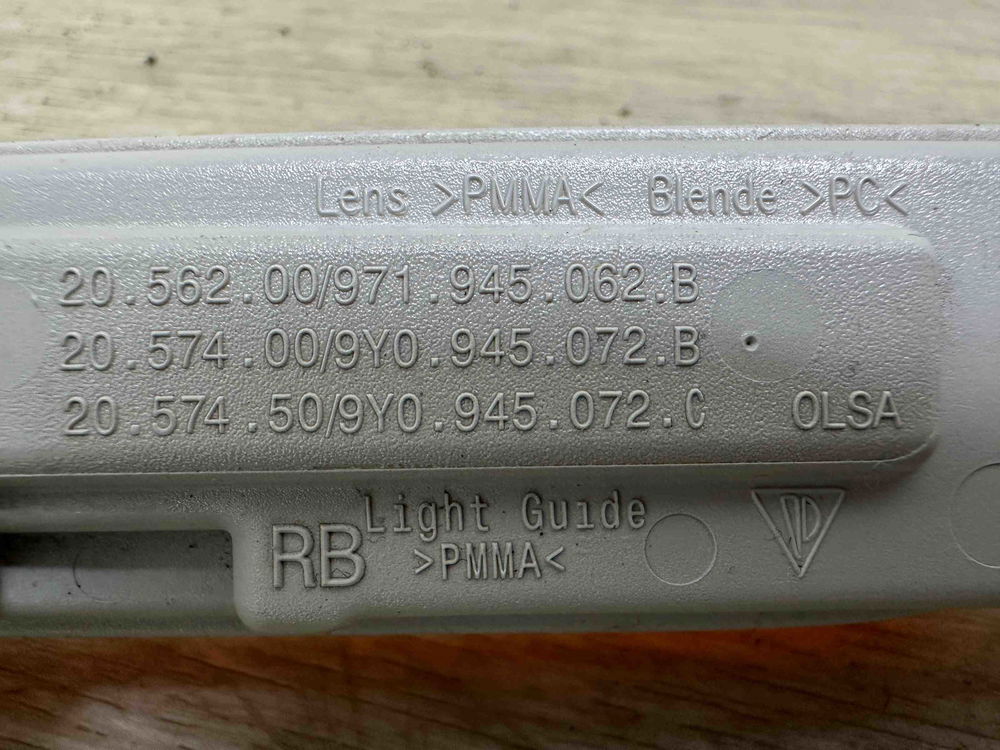 Lens >PMMA< Blende >PC<
20.562.00/971.945.062.B
20.574.00/9Y0.945.072.B
20.574.50/9Y0.945.072.C
OLSA
Light Guide
RB
>PMMA<